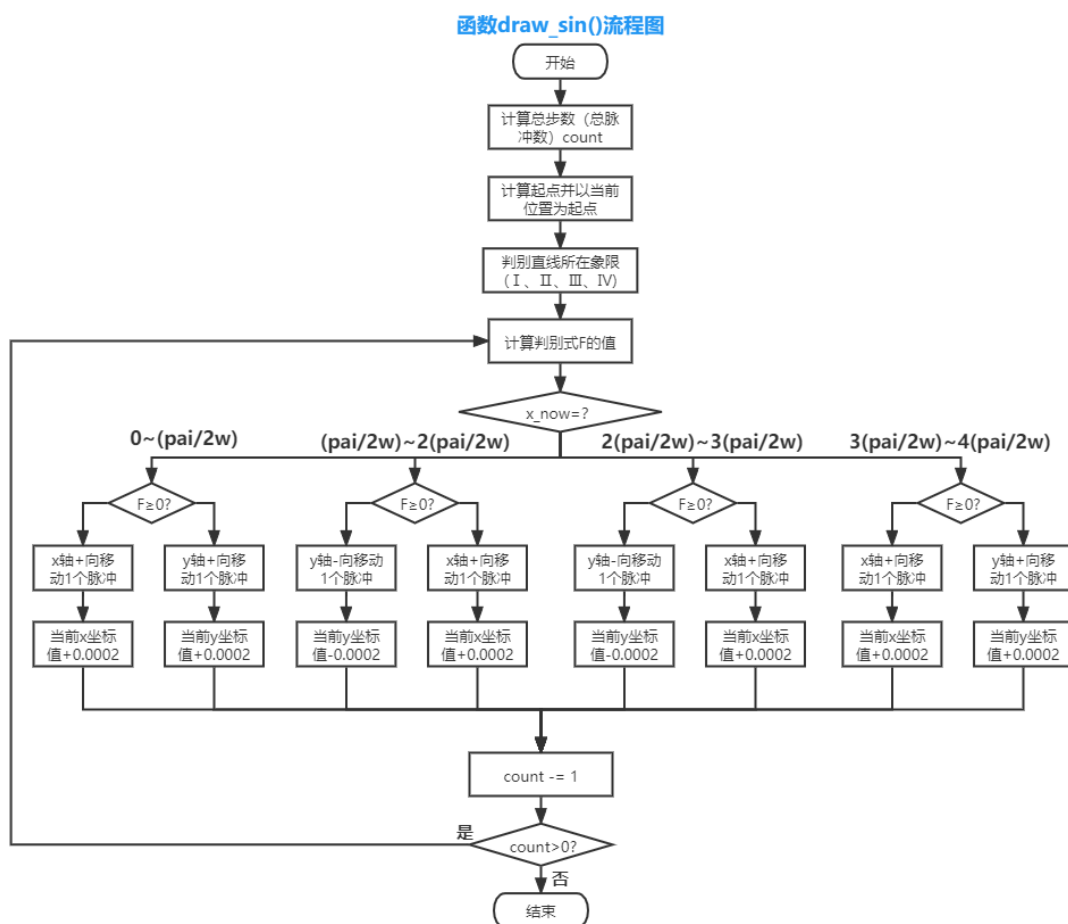 函数draw_sin()流程图
开始
计算总步数（总脉
冲数）count
计算起点并以当前
位置为起点
判别直线所在象限
（Ⅰ、Ⅱ、Ⅲ、Ⅳ)
计算判别式F的值
x_now=?
0~(pai/2w)
(pai/2w)~2(pai/2w)
2(pai/2w)~3(pai/2w)
3(pai/2w)~4(pai/2w)
F≥0?
F≥0?
F≥0?
F≥0?
x轴+向移
动1个脉冲
y轴+向移
动1个脉冲
y轴-向移动
1个脉冲
x轴+向移
动1个脉冲
y轴-向移动
1个脉冲
x轴+向移
动1个脉冲
x轴+向移
动1个脉冲
y轴+向移
动1个脉冲
当前x坐标
值+0.0002
当前y坐标
值+0.0002
当前y坐标
值-0.0002
当前x坐标
值+0.0002
当前y坐标
值-0.0002
当前x坐标
值+0.0002
当前x坐标
值+0.0002
当前y坐标
值+0.0002
count -= 1
是
count>0?
否
结束